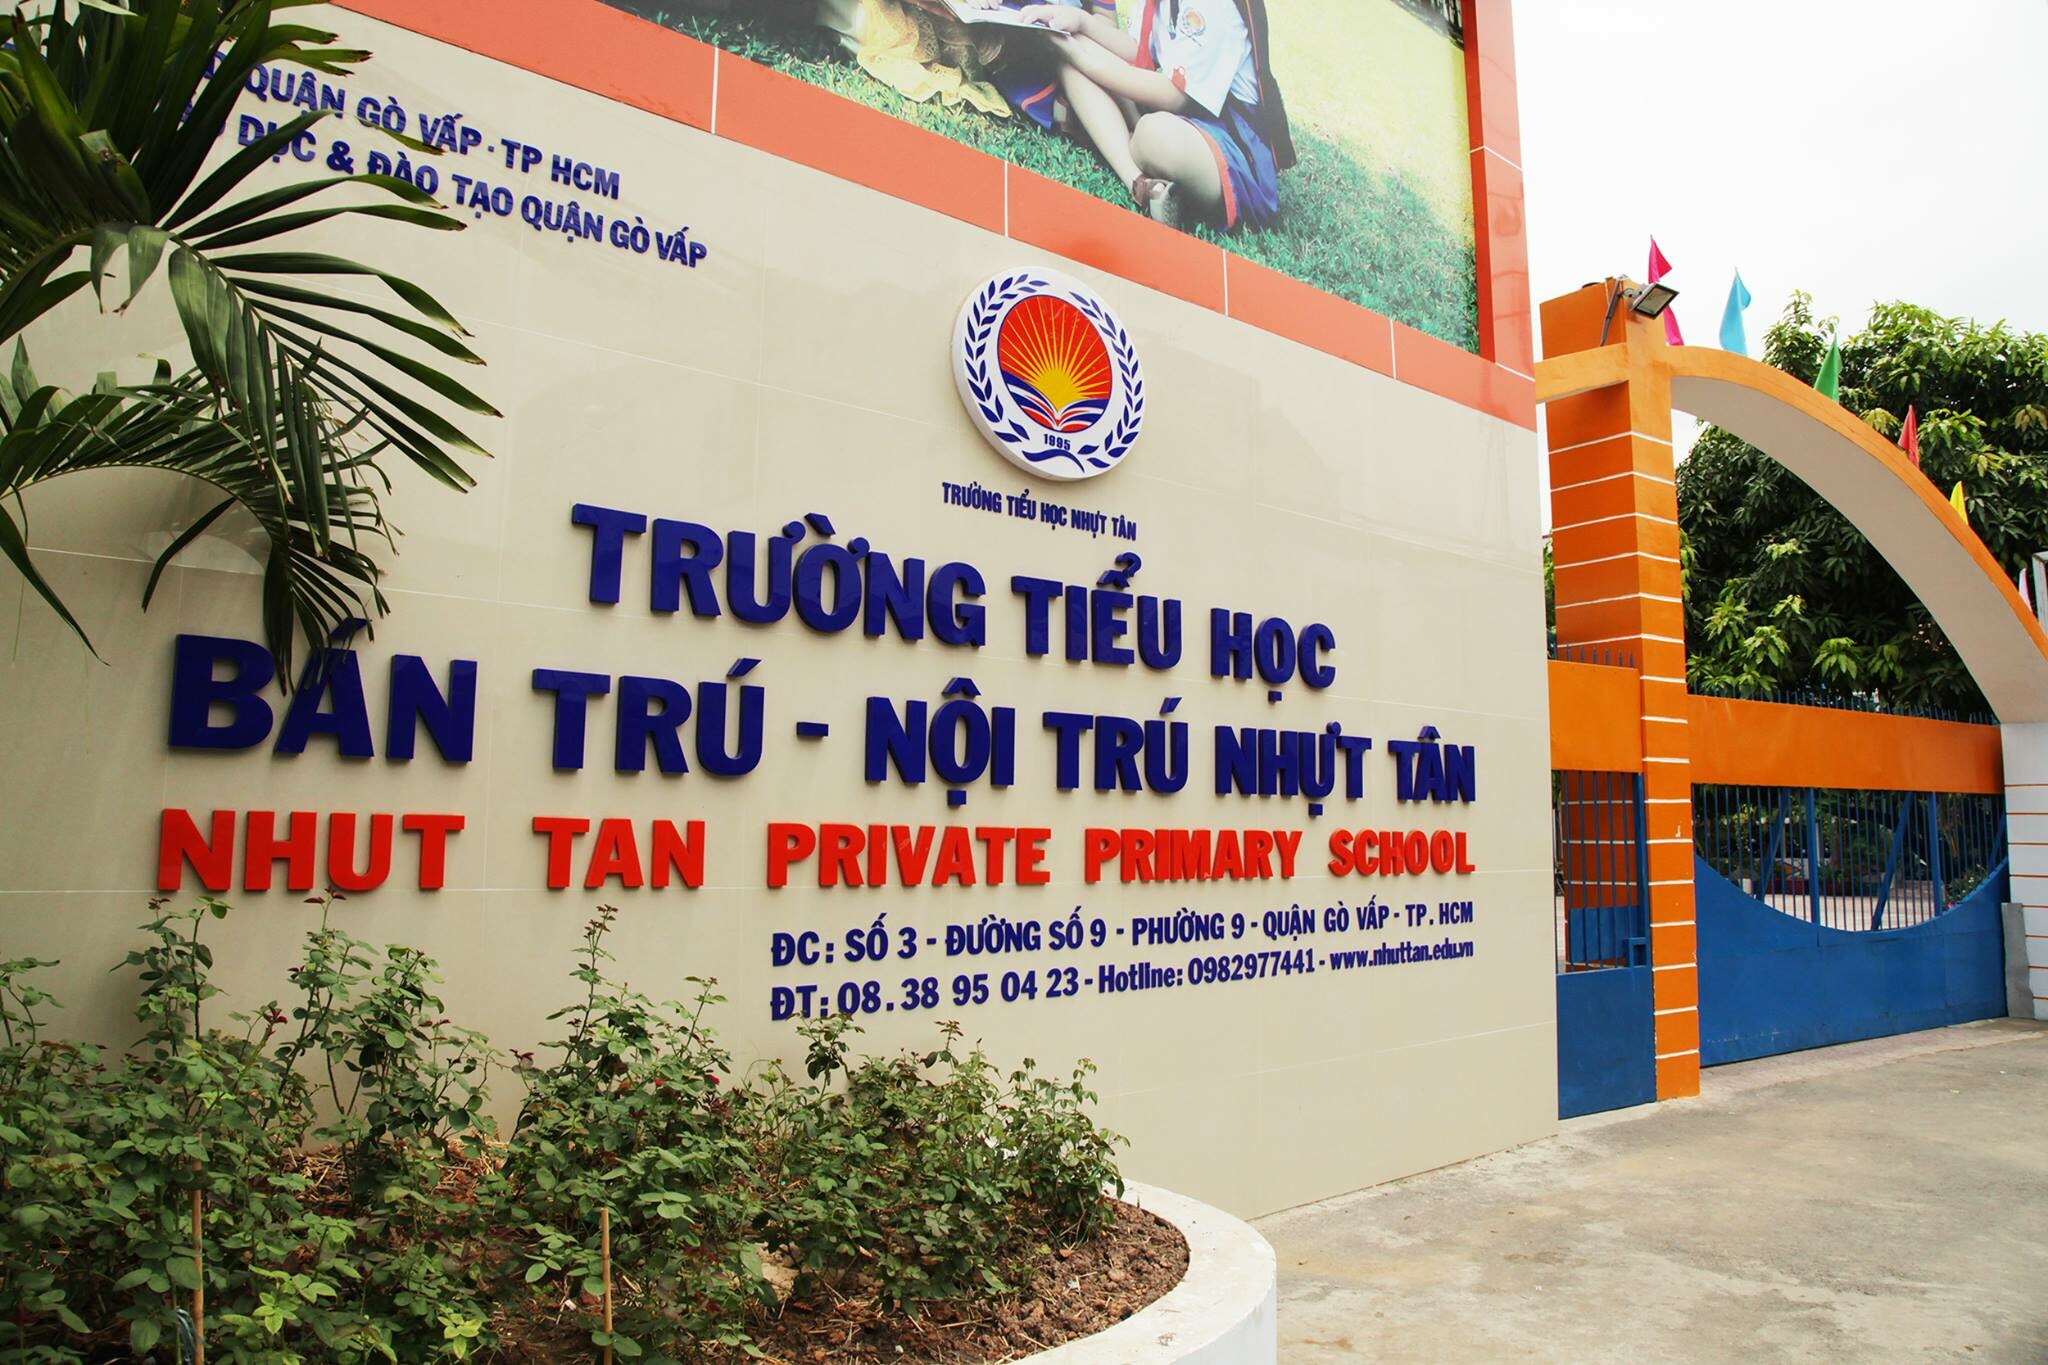 QUẬN GÒ VẤP - TP HCM
DỤC & ĐÀO TẠO QUẬN GÒ VẤP
1995
TRƯỜNG TIỂU HỌC NHỰT TÂN
TRƯỜNG TIỂU HỌC
BÁN TRÚ - NỘI TRÚ NHỰT TÂN
NHUT TAN PRIVATE PRIMARY SCHOOL
ĐC: SỐ 3 - ĐƯỜNG SỐ 9 - PHƯỜNG 9 - QUẬN GÒ VẤP - TP. HCM
ĐT: 08. 38 95 04 23 - Hotline: 0982977441 - www.nhuttan.edu.vn